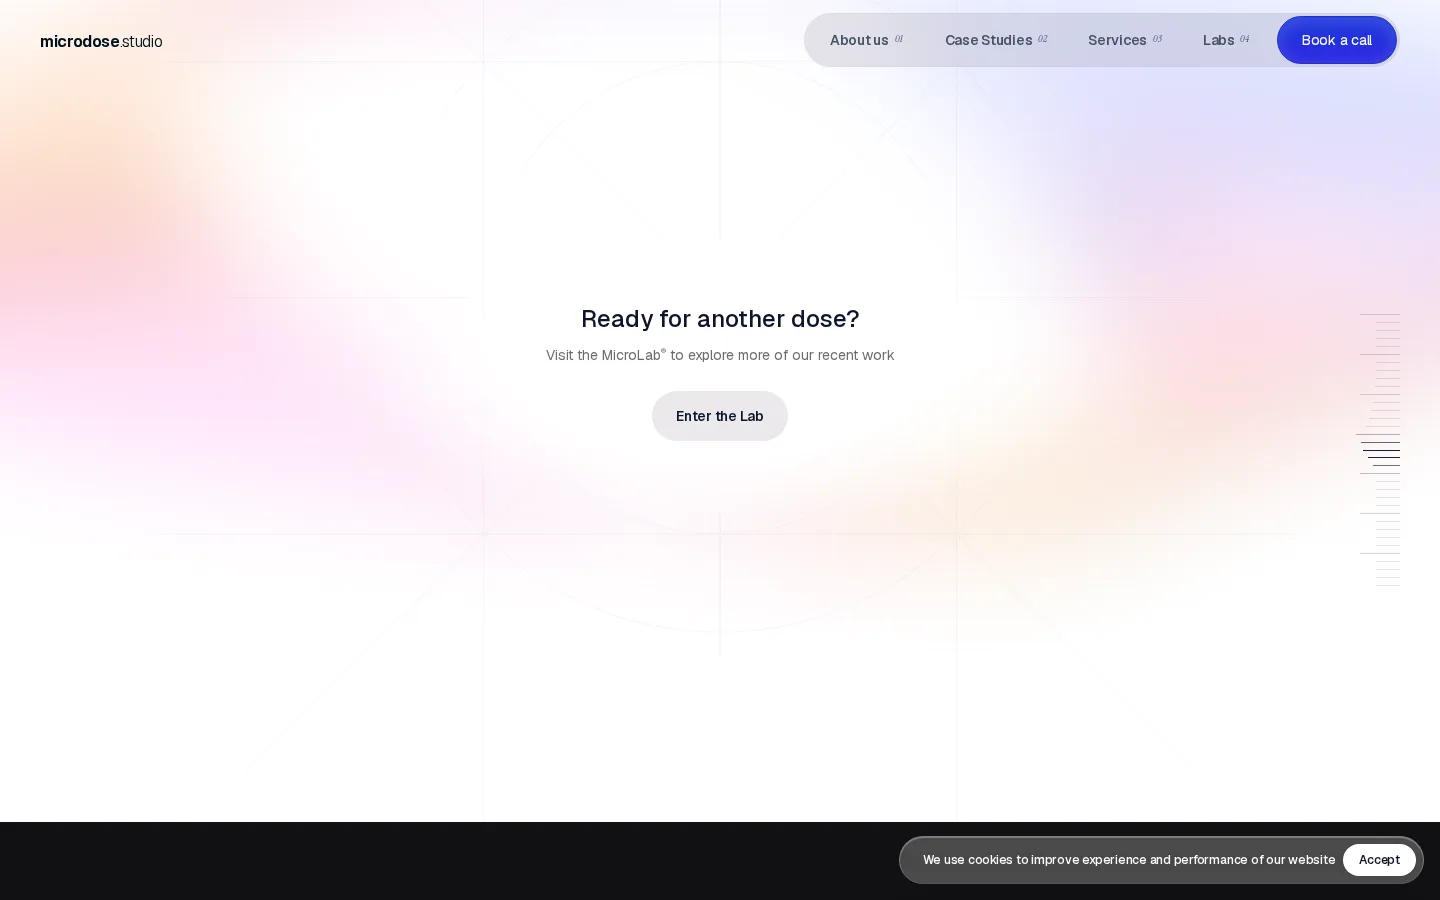 microdose.studio
About us 01
Case Studies 02
Services 03
Labs 04
Book a call
Ready for another dose?
Visit the MicroLab® to explore more of our recent work
Enter the Lab
We use cookies to improve experience and performance of our website
Accept